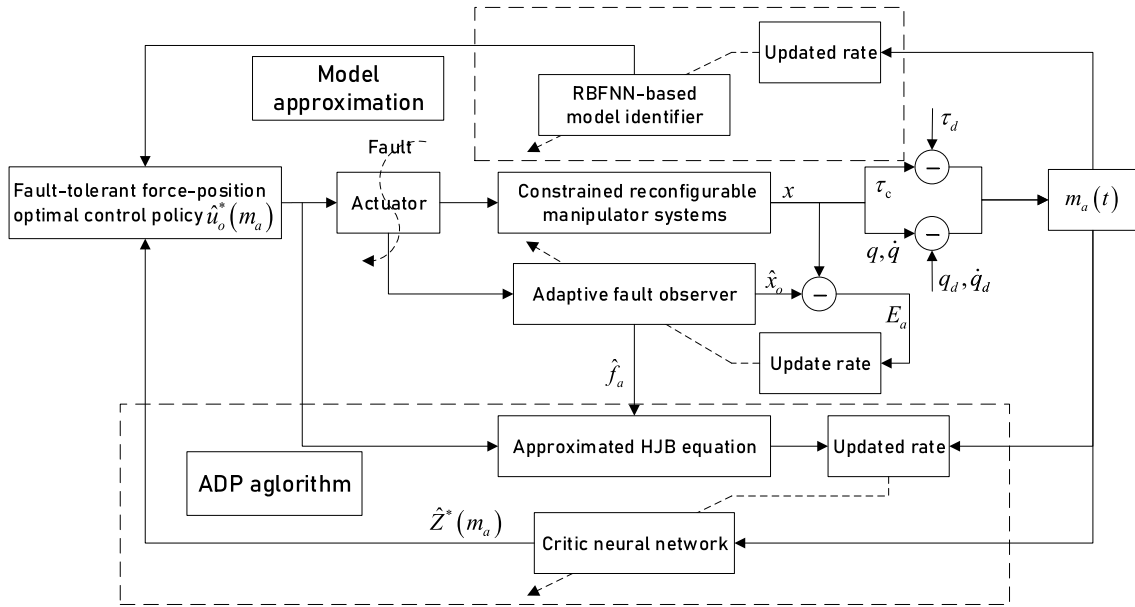 Updated rate
Model
approximation
RBFNN-based
model identifier
τ_d
Fault
−
Fault-tolerant force-position
optimal control policy û_o^*(m_a)
Actuator
Constrained reconfigurable
manipulator systems
x
τ_c
m_a(t)
q, q̇
−
q_d, q̇_d
Adaptive fault observer
x̂_o
−
E_a
Update rate
f̂_a
Approximated HJB equation
Updated rate
ADP aglorithm
Ẑ^*(m_a)
Critic neural network